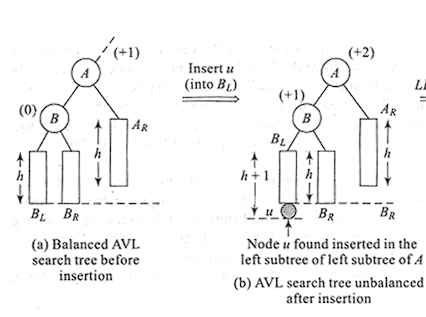 (+1)
A
(0)
B
A_R
h
h
B_L
B_R
(a) Balanced AVL
search tree before
insertion
Insert u
(into B_L)
(+2)
A
(+1)
B
A_R
B_L
h
h + 1
h
u
B_R
B_R
Node u found inserted in the
left subtree of left subtree of A
(b) AVL search tree unbalanced
after insertion